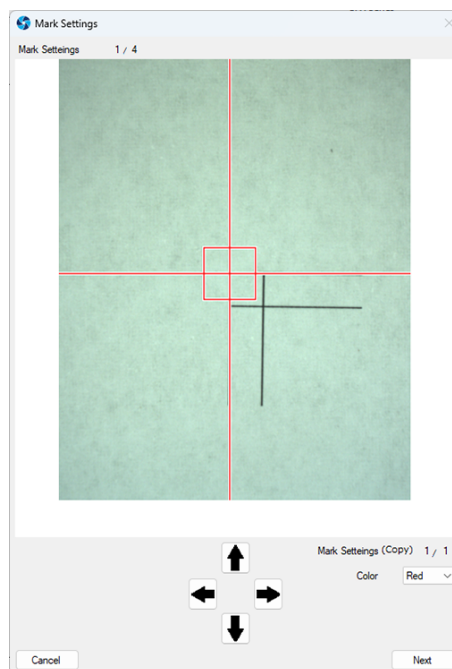 Mark Settings
Mark Setteings 1 / 4
Mark Setteings (Copy) 1 / 1
Color Red
Cancel Next